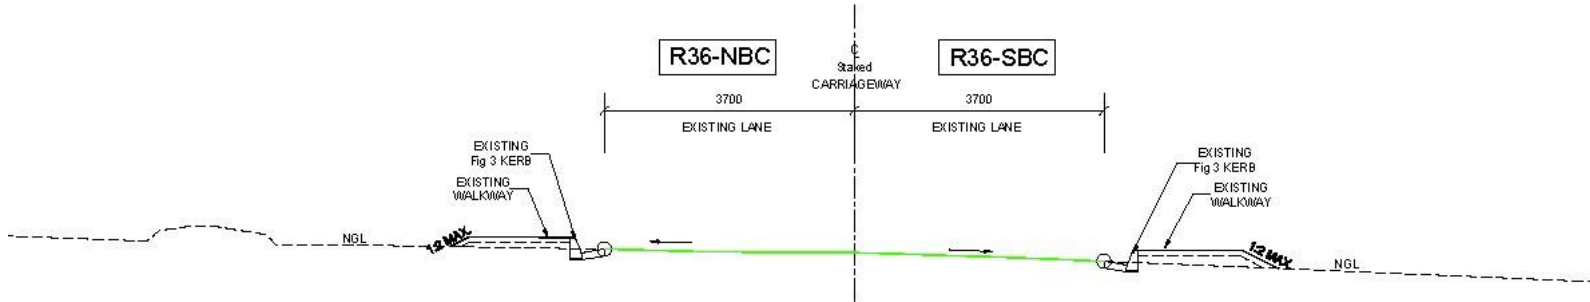 R36-NBC
R36-SBC
℄
Staked
CARRIAGEWAY
3700
3700
EXISTING LANE
EXISTING LANE
EXISTING
Fig 3 KERB
EXISTING
WALKWAY
EXISTING
Fig 3 KERB
EXISTING
WALKWAY
NGL
1:2 MAX
1:2 MAX
NGL